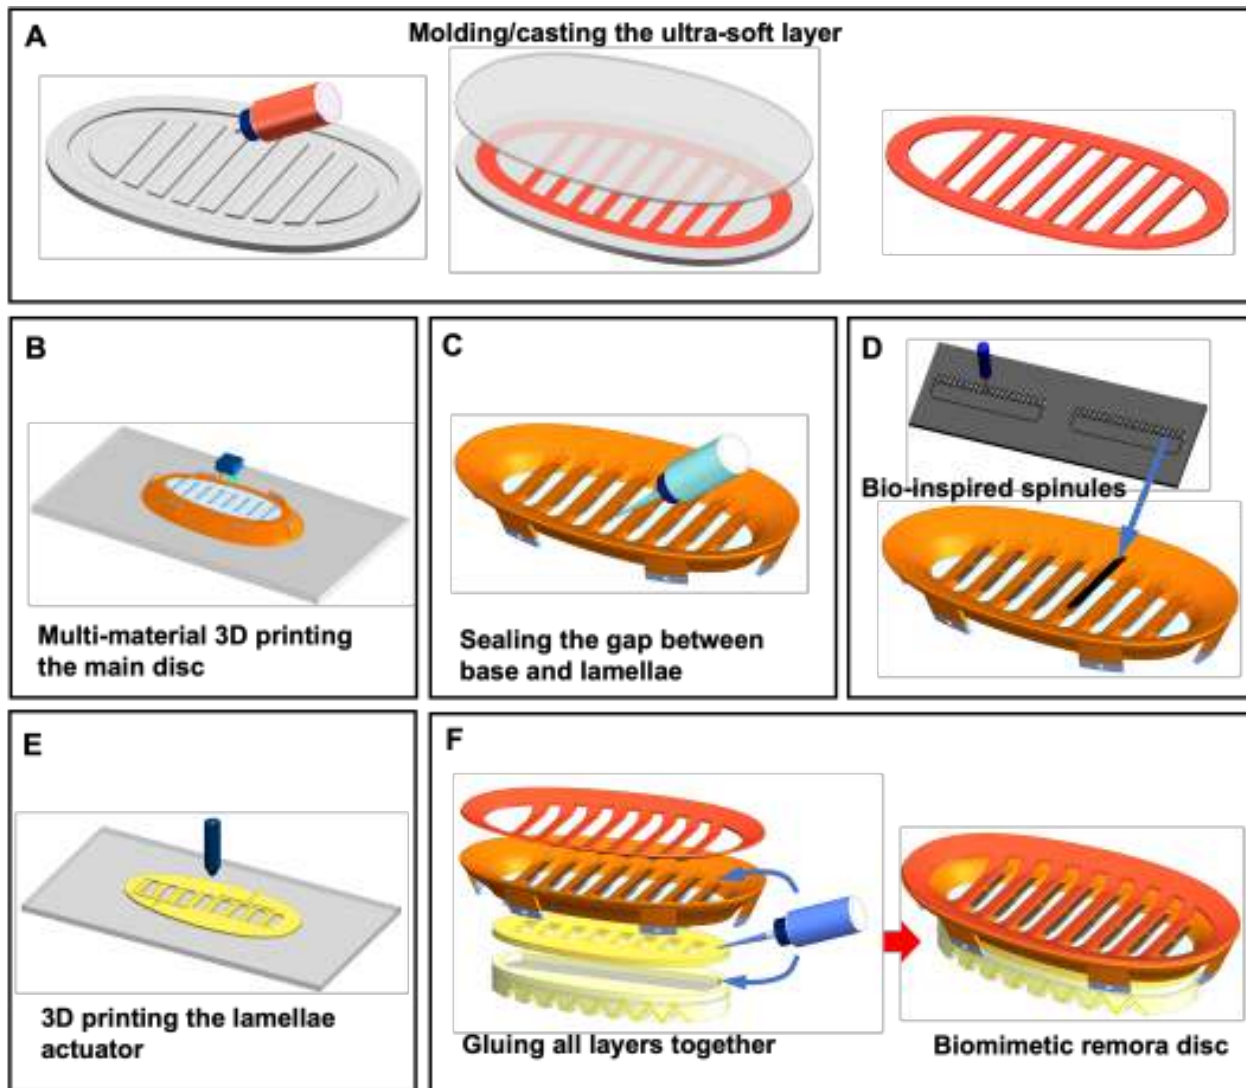 A
Molding/casting the ultra-soft layer
B
Multi-material 3D printing
the main disc
C
Sealing the gap between
base and lamellae
D
Bio-inspired spinules
E
3D printing the lamellae
actuator
F
Gluing all layers together
Biomimetic remora disc